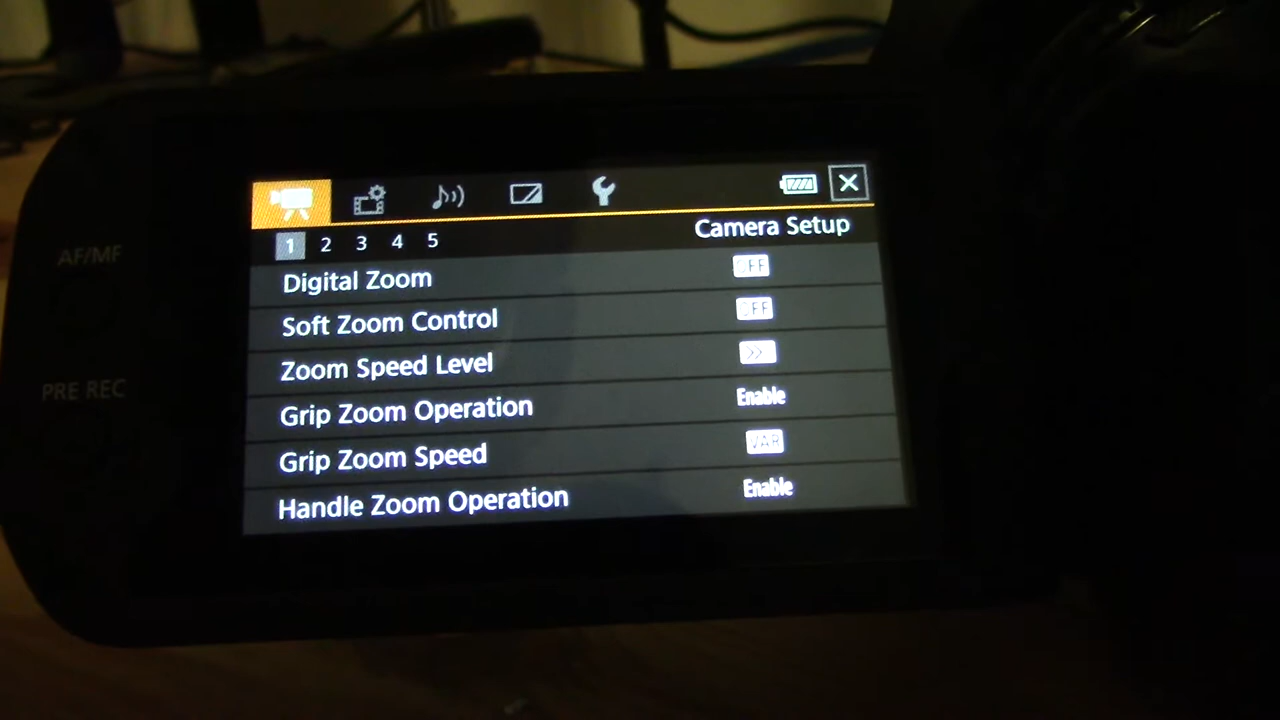 Camera Setup
1 2 3 4 5
Digital Zoom OFF
Soft Zoom Control OFF
Zoom Speed Level >>
Grip Zoom Operation Enable
Grip Zoom Speed VAR
Handle Zoom Operation Enable
AF/MF
PRE REC